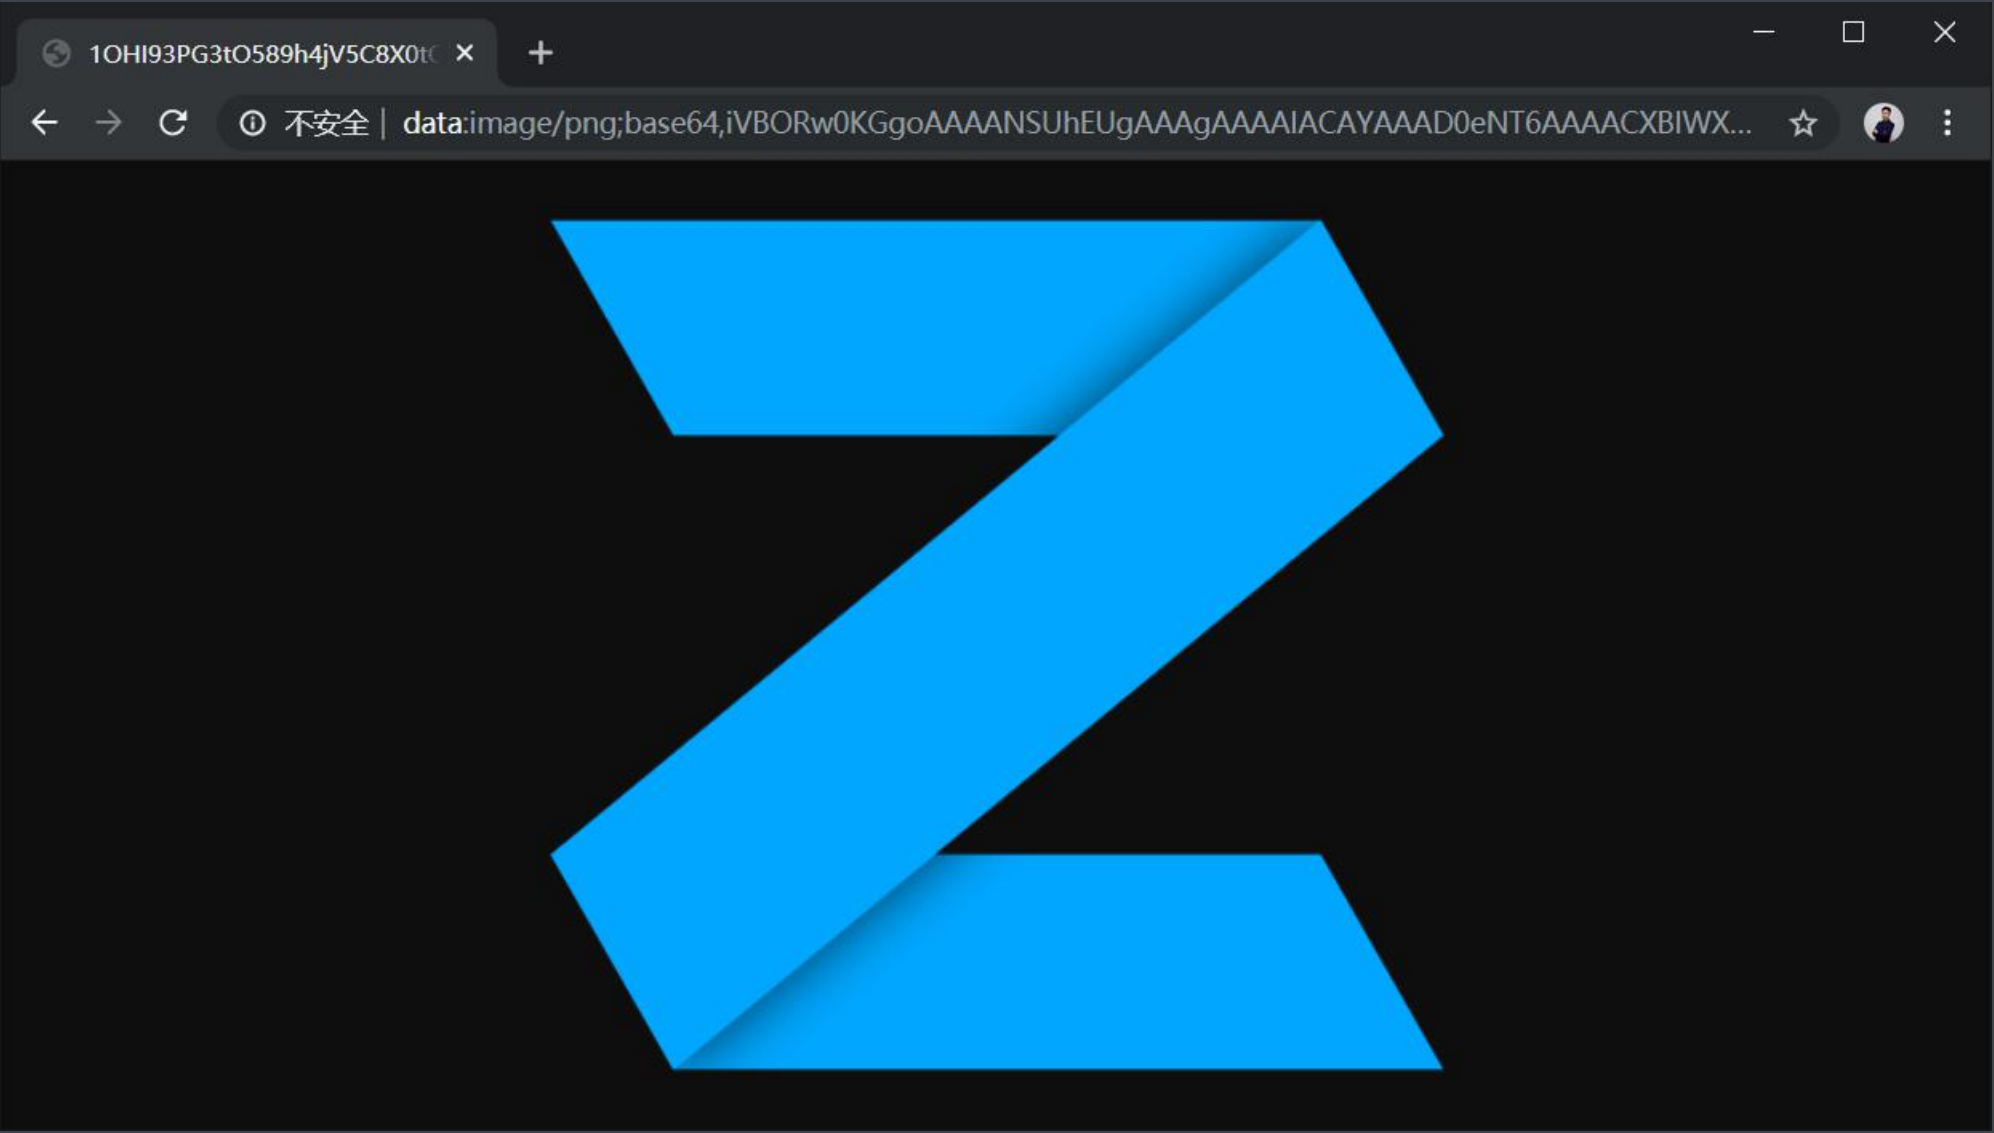 1OHI93PG3tO589h4jV5C8X0t
不安全 | data:image/png;base64,iVBORw0KGgoAAAANSUhEUgAAAgAAAAIACAYAAAD0eNT6AAAACXBIWX...
Z